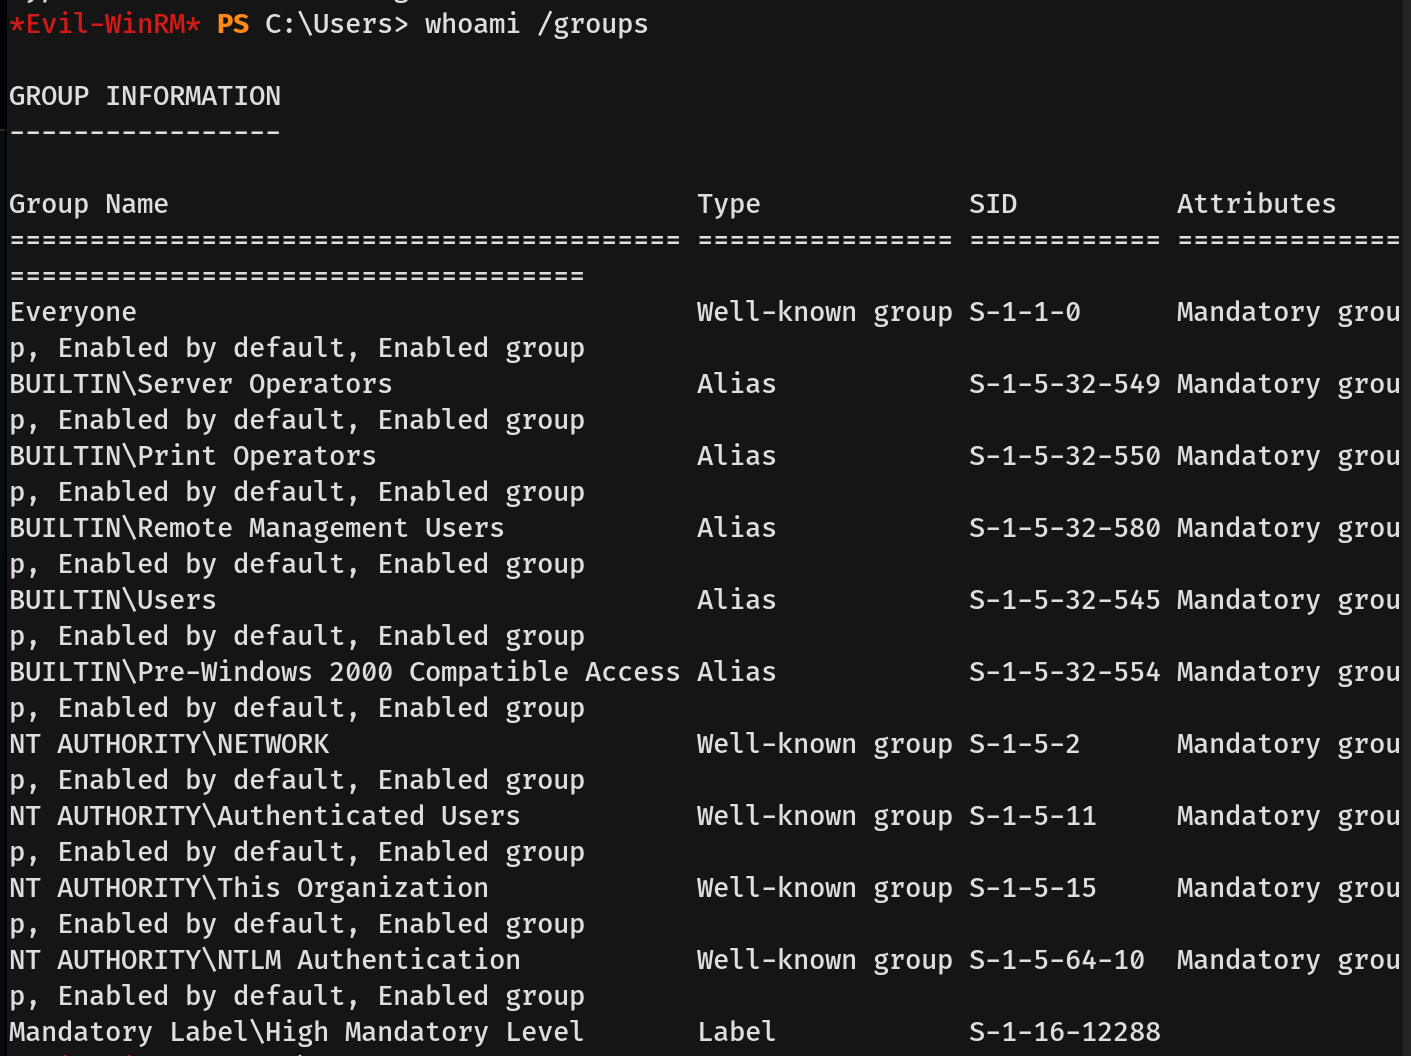 *Evil-WinRM* PS C:\Users> whoami /groups
GROUP INFORMATION
-----------------
Group Name Type SID Attributes
========================================== ================ ============ ==============
====================================
Everyone Well-known group S-1-1-0 Mandatory grou
p, Enabled by default, Enabled group
BUILTIN\Server Operators Alias S-1-5-32-549 Mandatory grou
p, Enabled by default, Enabled group
BUILTIN\Print Operators Alias S-1-5-32-550 Mandatory grou
p, Enabled by default, Enabled group
BUILTIN\Remote Management Users Alias S-1-5-32-580 Mandatory grou
p, Enabled by default, Enabled group
BUILTIN\Users Alias S-1-5-32-545 Mandatory grou
p, Enabled by default, Enabled group
BUILTIN\Pre-Windows 2000 Compatible Access Alias S-1-5-32-554 Mandatory grou
p, Enabled by default, Enabled group
NT AUTHORITY\NETWORK Well-known group S-1-5-2 Mandatory grou
p, Enabled by default, Enabled group
NT AUTHORITY\Authenticated Users Well-known group S-1-5-11 Mandatory grou
p, Enabled by default, Enabled group
NT AUTHORITY\This Organization Well-known group S-1-5-15 Mandatory grou
p, Enabled by default, Enabled group
NT AUTHORITY\NTLM Authentication Well-known group S-1-5-64-10 Mandatory grou
p, Enabled by default, Enabled group
Mandatory Label\High Mandatory Level Label S-1-16-12288